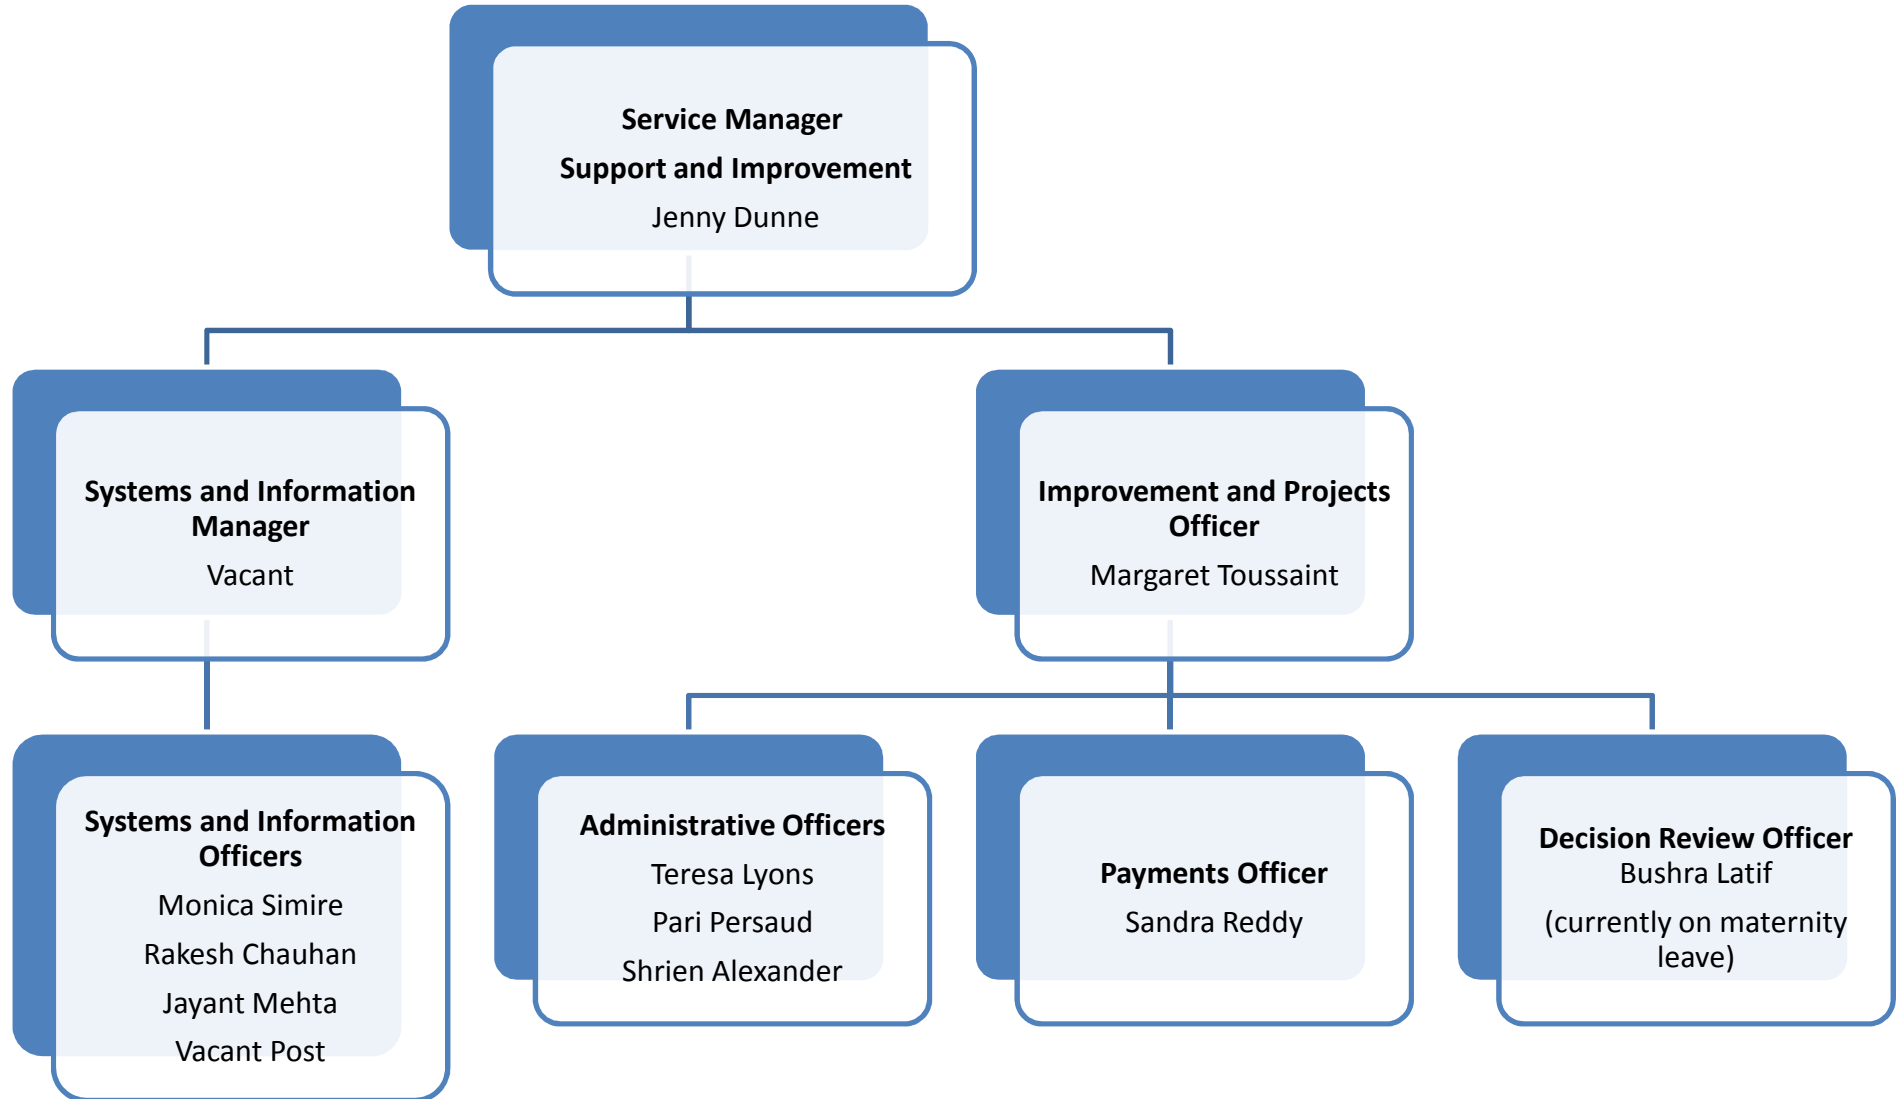 Service Manager
Support and Improvement
Jenny Dunne
Systems and Information
Manager
Vacant
Improvement and Projects
Officer
Margaret Toussaint
Systems and Information
Officers
Monica Simire
Rakesh Chauhan
Jayant Mehta
Vacant Post
Administrative Officers
Teresa Lyons
Pari Persaud
Shrien Alexander
Payments Officer
Sandra Reddy
Decision Review Officer
Bushra Latif
(currently on maternity
leave)